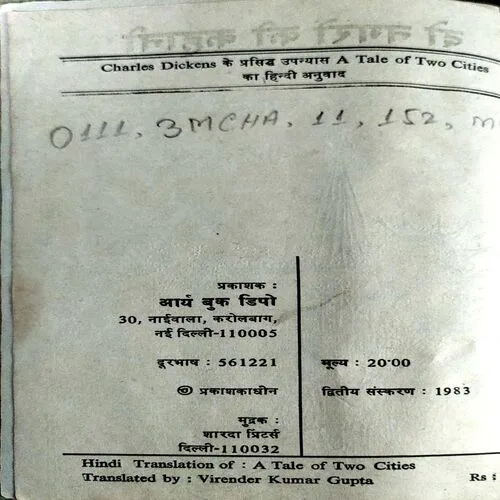 Charles Dickens के प्रसिद्ध उपन्यास A Tale of Two Cities
का हिन्दी अनुवाद
O111, 3MCHA, 11, 152, M
प्रकाशक :
आर्य बुक डिपो
30, नाईवाला, करोलबाग,
नई दिल्ली-110005
दूरभाष : 561221
मूल्य : 20·00
© प्रकाशकाधीन
द्वितीय संस्करण : 1983
मुद्रक :
शारदा प्रिंटर्स
दिल्ली-110032
Hindi Translation of : A Tale of Two Cities
Translated by : Virender Kumar Gupta Rs :